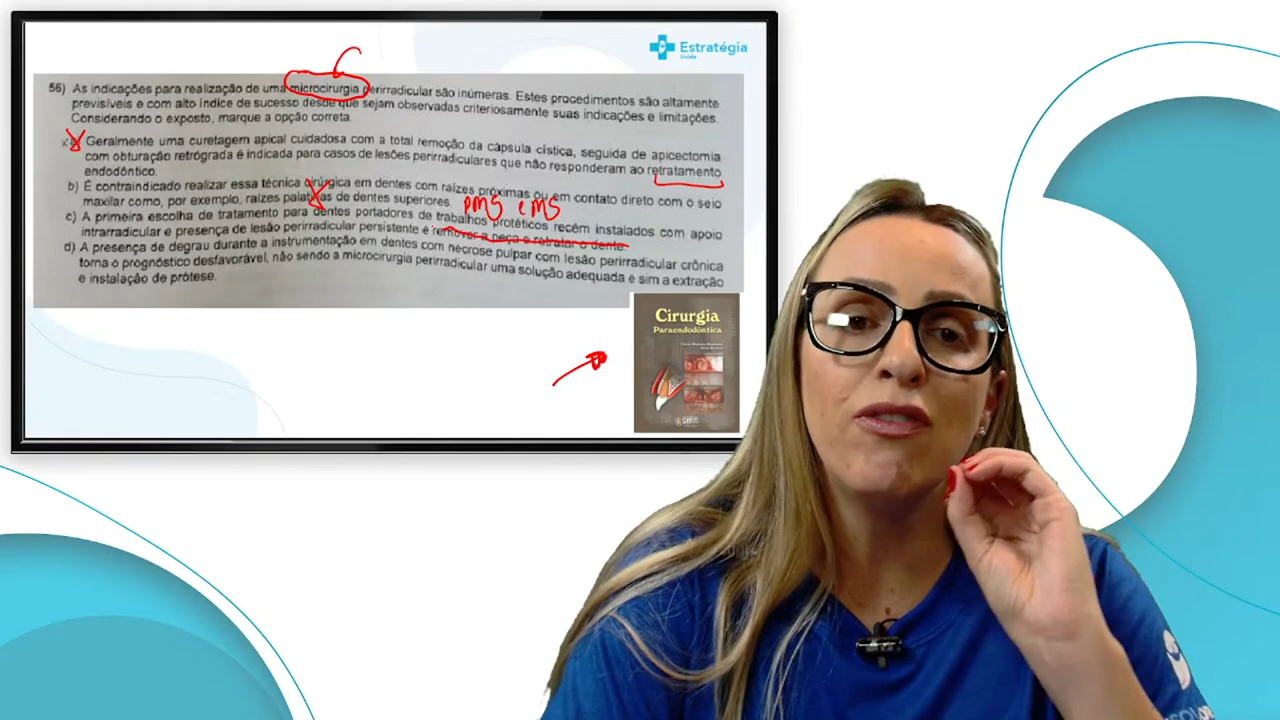 Estratégia
Saúde
56) As indicações para realização de uma microcirurgia perirradicular são inúmeras. Estes procedimentos são altamente
previsíveis e com alto índice de sucesso desde que sejam observadas criteriosamente suas indicações e limitações.
Considerando o exposto, marque a opção correta.
Geralmente uma curetagem apical cuidadosa com a total remoção da cápsula cística, seguida de apicectomia
com obturação retrógrada é indicada para casos de lesões perirradiculares que não responderam ao retratamento
endodôntico.
b) É contraindicado realizar essa técnica cirúrgica em dentes com raízes próximas ou em contato direto com o seio
maxilar como, por exemplo, raízes palatinas de dentes superiores.
PMS e MS
c) A primeira escolha de tratamento para dentes portadores de trabalhos protéticos recém instalados com apoio
intrarradicular e presença de lesão perirradicular persistente é remover a peça e retratar o dente.
d) A presença de degrau durante a instrumentação em dentes com necrose pulpar com lesão perirradicular crônica
torna o prognóstico desfavorável, não sendo a microcirurgia perirradicular uma solução adequada e sim a extração
e instalação de prótese.
Cirurgia
Paraendodôntica